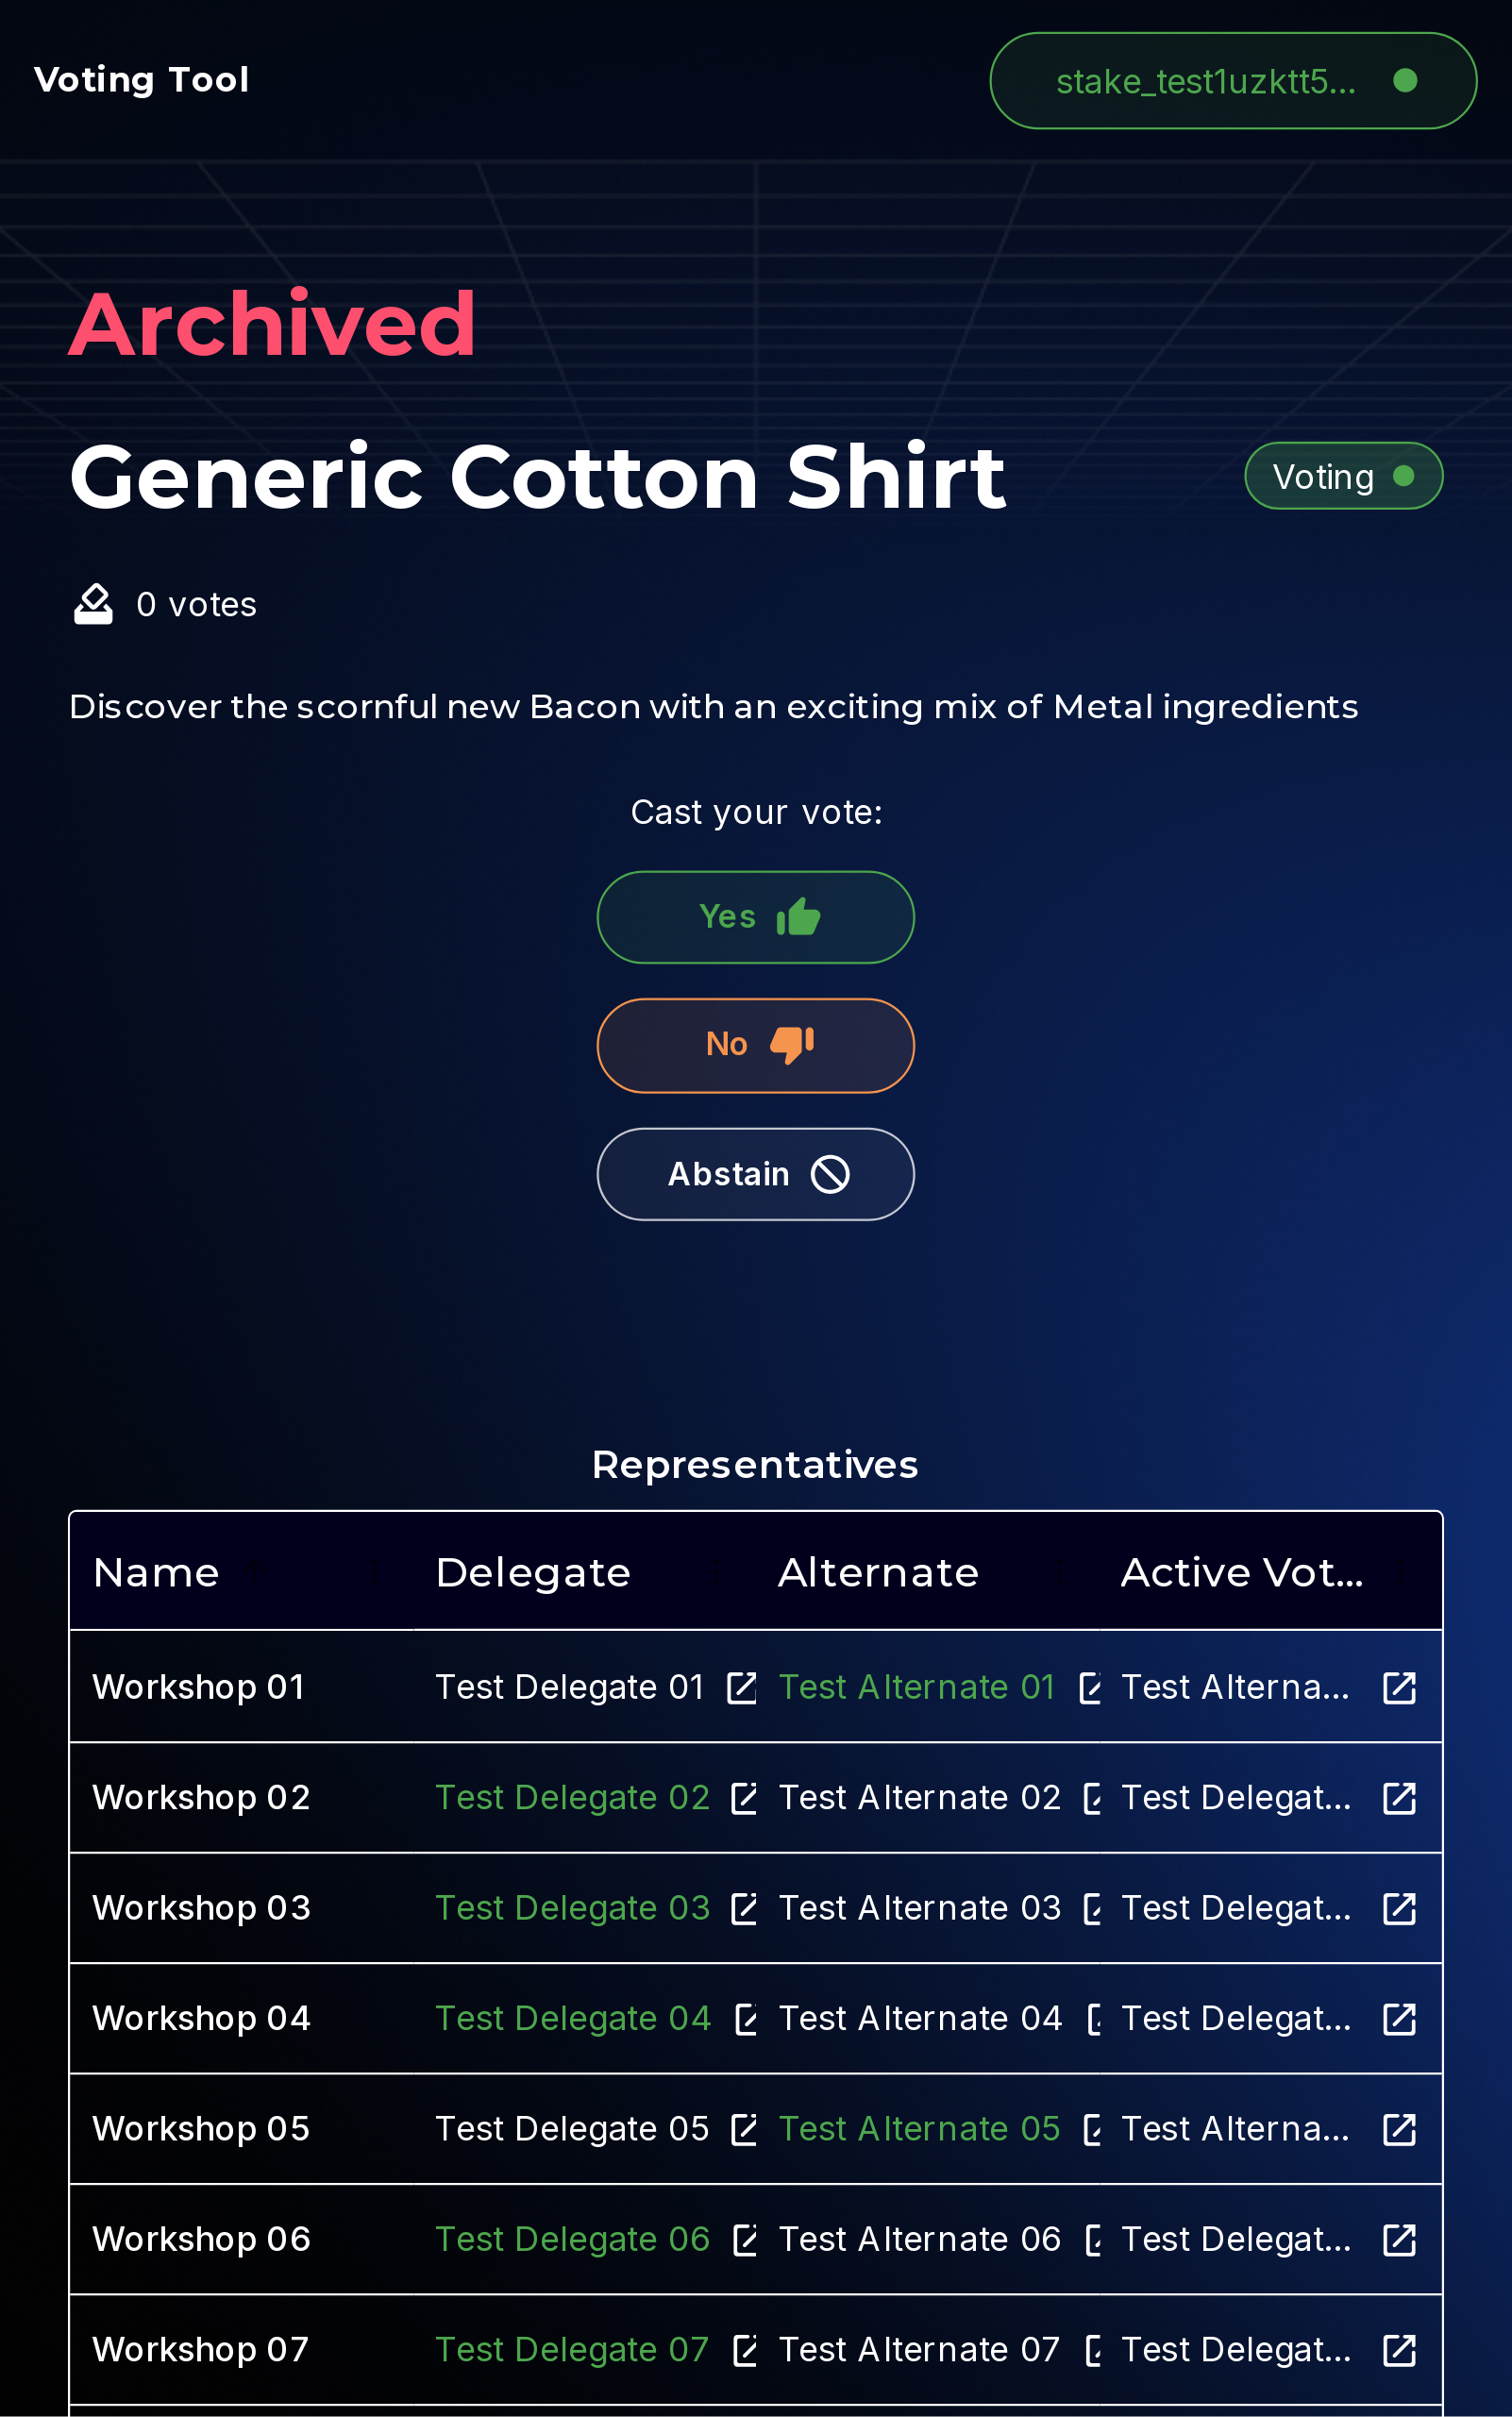 Voting Tool stake_test1uzktt5...
Archived
Generic Cotton Shirt Voting
0 votes
Discover the scornful new Bacon with an exciting mix of Metal ingredients
Cast your vote:
Yes
No
Abstain
Representatives
Name Delegate Alternate Active Vot...
Workshop 01 Test Delegate 01 Test Alternate 01 Test Alterna...
Workshop 02 Test Delegate 02 Test Alternate 02 Test Delegat...
Workshop 03 Test Delegate 03 Test Alternate 03 Test Delegat...
Workshop 04 Test Delegate 04 Test Alternate 04 Test Delegat...
Workshop 05 Test Delegate 05 Test Alternate 05 Test Alterna...
Workshop 06 Test Delegate 06 Test Alternate 06 Test Delegat...
Workshop 07 Test Delegate 07 Test Alternate 07 Test Delegat...